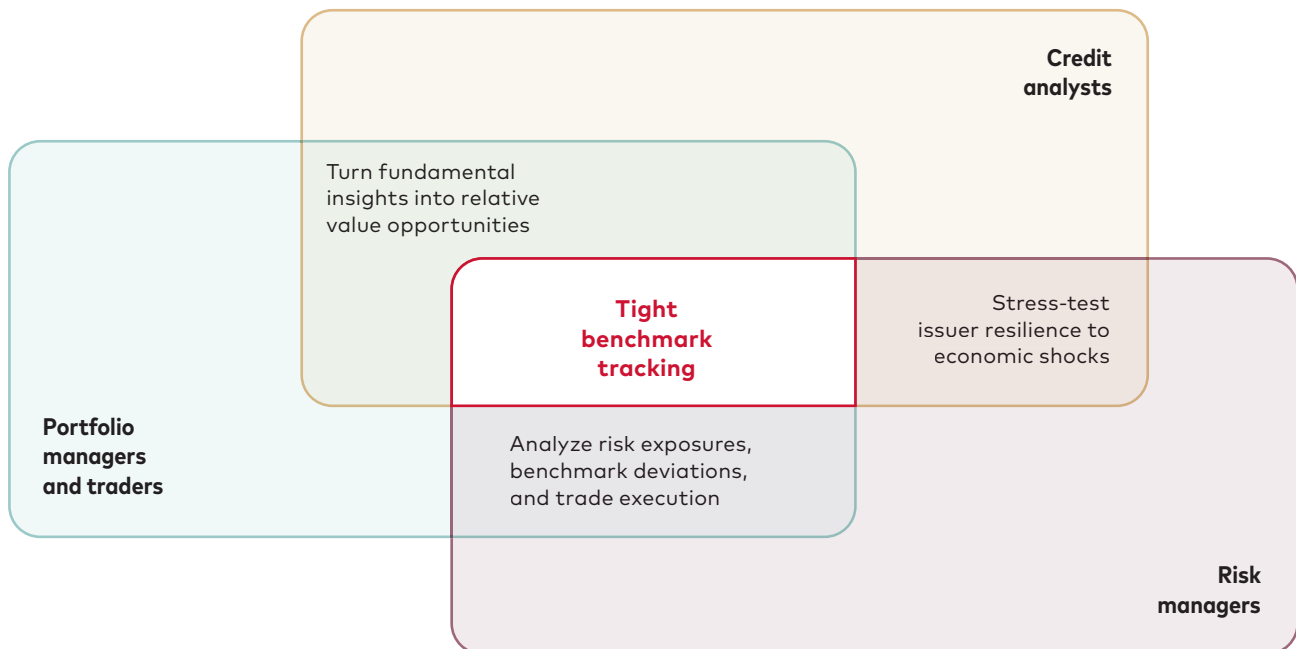 Credit
analysts
Turn fundamental
insights into relative
value opportunities
Tight
benchmark
tracking
Stress-test
issuer resilience to
economic shocks
Portfolio
managers
and traders
Analyze risk exposures,
benchmark deviations,
and trade execution
Risk
managers